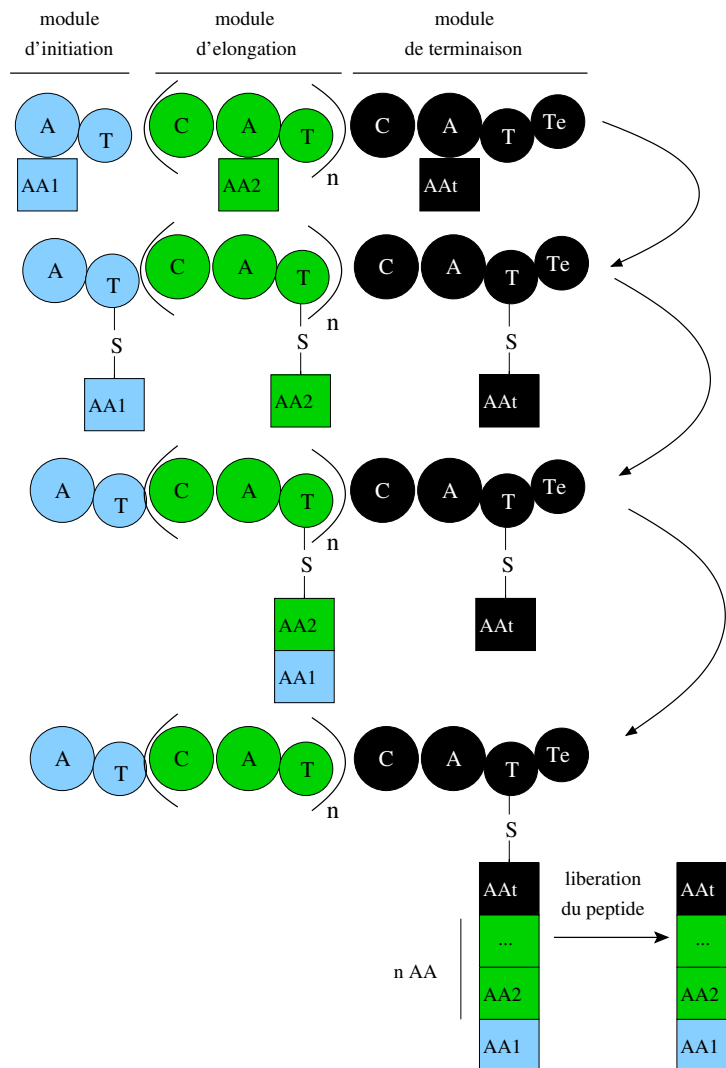 module
d'initiation
module
d'elongation
module
de terminaison
A T C A T n C A T Te
AA1 AA2 AAt
A T C A T n C A T Te
S S S
AA1 AA2 AAt
A T C A T n C A T Te
S S
AA2 AAt
AA1
A T C A T n C A T Te
S
AAt liberation AAt
du peptide
... ...
n AA
AA2 AA2
AA1 AA1